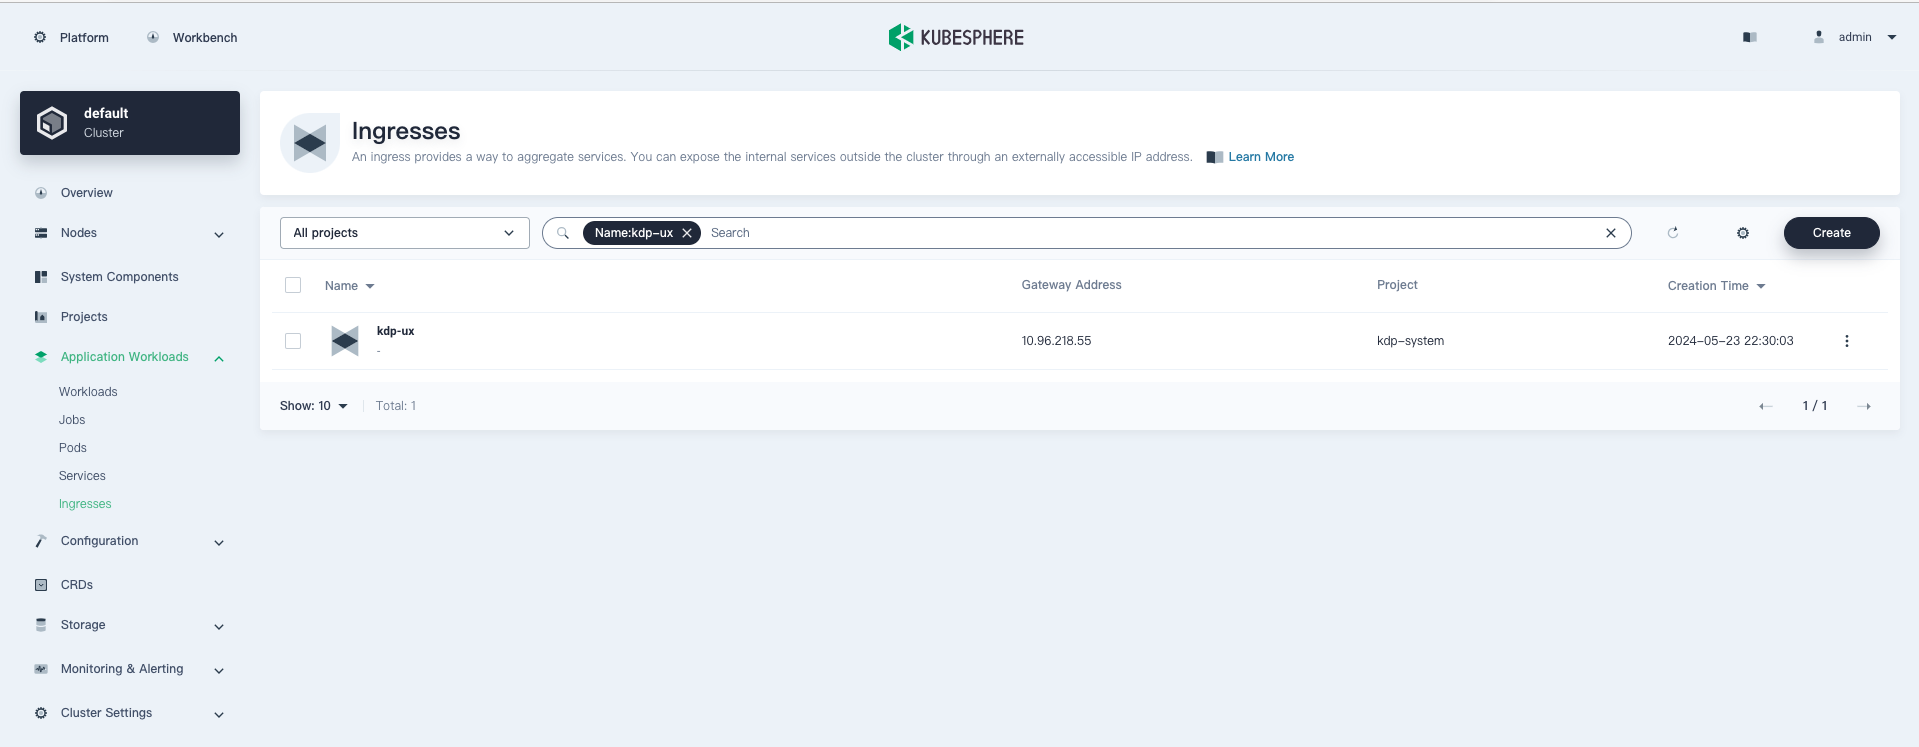 Platform
Workbench
KUBESPHERE
admin
default
Cluster
Overview
Nodes
System Components
Projects
Application Workloads
Workloads
Jobs
Pods
Services
Ingresses
Configuration
CRDs
Storage
Monitoring & Alerting
Cluster Settings
Ingresses
An ingress provides a way to aggregate services. You can expose the internal services outside the cluster through an externally accessible IP address. Learn More
All projects
Name:kdp-ux Search
Create
Name Gateway Address Project Creation Time
kdp-ux
-
10.96.218.55 kdp-system 2024-05-23 22:30:03
Show: 10 Total: 1 1 / 1